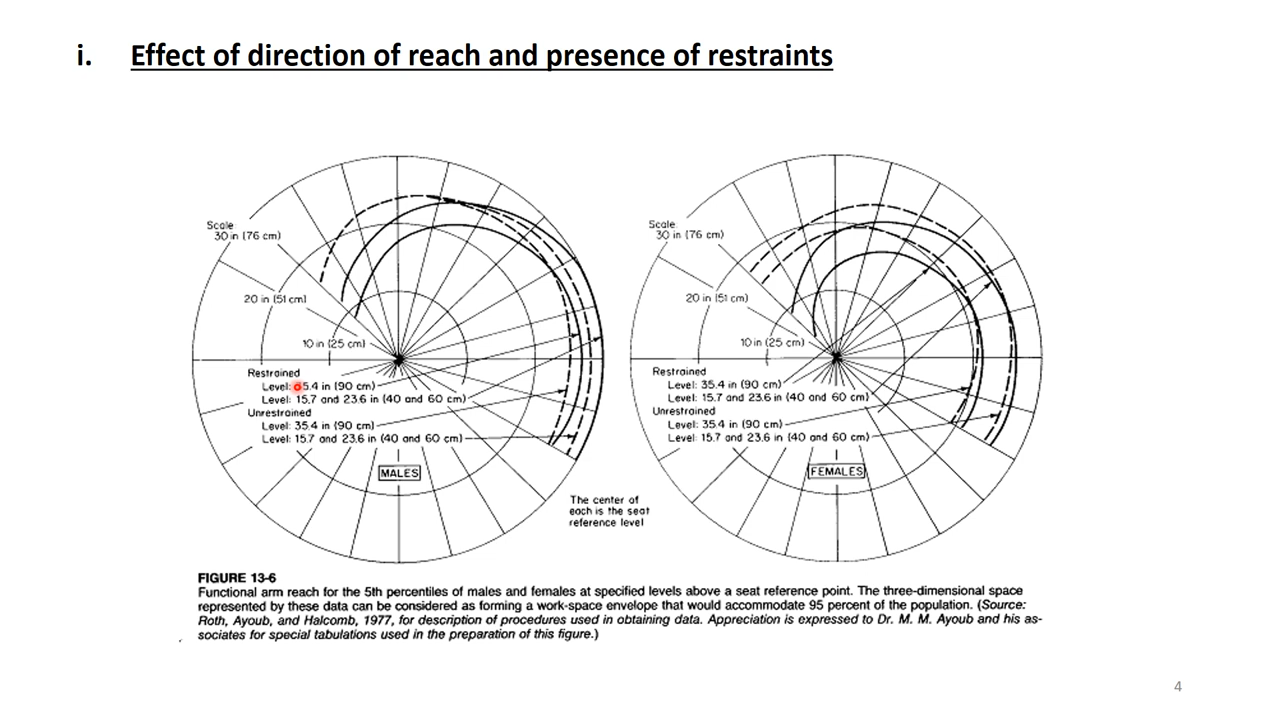 i. Effect of direction of reach and presence of restraints
Scale
30 in (76 cm)
20 in (51 cm)
10 in (25 cm)
Restrained
Level: 5.4 in (90 cm)
Level: 15.7 and 23.6 in (40 and 60 cm)
Unrestrained
Level: 35.4 in (90 cm)
Level: 15.7 and 23.6 in (40 and 60 cm)
MALES
Scale
30 in (76 cm)
20 in (51 cm)
10 in (25 cm)
Restrained
Level: 35.4 in (90 cm)
Level: 15.7 and 23.6 in (40 and 60 cm)
Unrestrained
Level: 35.4 in (90 cm)
Level: 15.7 and 23.6 in (40 and 60 cm)
FEMALES
The center of
each is the seat
reference level
FIGURE 13-6
Functional arm reach for the 5th percentiles of males and females at specified levels above a seat reference point. The three-dimensional space
represented by these data can be considered as forming a work-space envelope that would accommodate 95 percent of the population. (Source:
Roth, Ayoub, and Halcomb, 1977, for description of procedures used in obtaining data. Appreciation is expressed to Dr. M. M. Ayoub and his as-
sociates for special tabulations used in the preparation of this figure.)
4